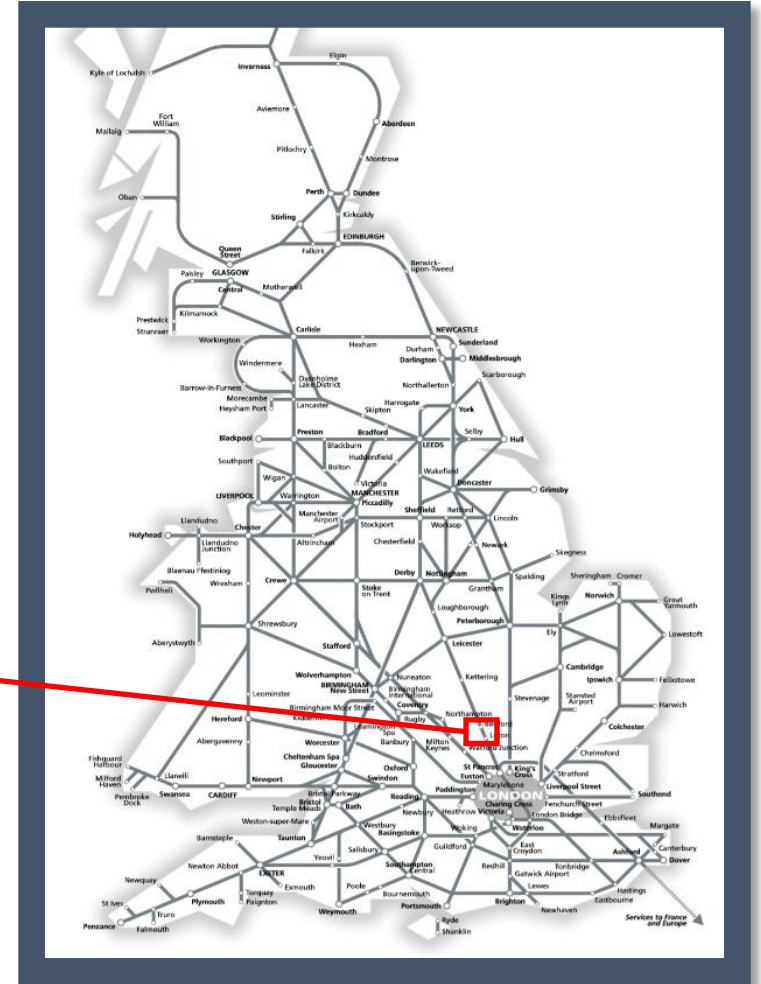 Elgin
Inverness
Kyle of Lochalsh
Aviemore
Fort
William
Mallaig
Aberdeen
Pitlochry
Montrose
Perth
Dundee
Oban
Stirling
Kirkcaldy
EDINBURGH
Falkirk
Queen
Street
GLASGOW
Central
Paisley
Motherwell
Berwick-
upon-Tweed
Prestwick
Kilmarnock
Stranraer
Carlisle
NEWCASTLE
Sunderland
Workington
Hexham
Durham
Darlington
Middlesbrough
Windermere
Scarborough
Oxenholme
Lake District
Barrow-in-Furness
Northallerton
Morecambe
Heysham Port
Lancaster
Harrogate
Skipton
York
Blackpool
Preston
Bradford
LEEDS
Selby
Hull
Blackburn
Huddersfield
Southport
Bolton
Wakefield
Wigan
Victoria
MANCHESTER
Piccadilly
Doncaster
Grimsby
LIVERPOOL
Warrington
Manchester
Airport
Sheffield
Retford
Lincoln
Llandudno
Stockport
Worksop
Holyhead
Chester
Llandudno
Junction
Altrincham
Chesterfield
Newark
Skegness
Blaenau Ffestiniog
Wrexham
Crewe
Stoke
on Trent
Derby
Nottingham
Grantham
Spalding
Sheringham
Cromer
Pwllheli
Loughborough
Kings
Lynn
Norwich
Great
Yarmouth
Shrewsbury
Peterborough
Ely
Lowestoft
Aberystwyth
Stafford
Leicester
Wolverhampton
BIRMINGHAM
New Street
Nuneaton
Birmingham
International
Kettering
Cambridge
Ipswich
Felixstowe
Leominster
Birmingham Moor Street
Coventry
Northampton
Stevenage
Stansted
Airport
Harwich
Hereford
Leamington
Spa
Rugby
Bedford
Luton
Colchester
Abergavenny
Worcester
Banbury
Milton
Keynes
Watford Junction
Chelmsford
Fishguard
Harbour
Cheltenham Spa
Gloucester
Oxford
St Pancras
Euston
King's
Cross
Stratford
Milford
Haven
Llanelli
Newport
Swindon
Marylebone
Liverpool Street
Pembroke
Dock
Swansea
CARDIFF
Bristol Parkway
Bristol
Temple Meads
Bath
Reading
Paddington
LONDON
Southend
Newbury
Heathrow
Victoria
Charing Cross
Fenchurch Street
London Bridge
Ebbsfleet
Weston-super-Mare
Westbury
Basingstoke
Woking
Waterloo
Margate
Barnstaple
Taunton
Salisbury
Guildford
East
Croydon
Canterbury
Yeovil
Southampton
Central
Redhill
Tonbridge
Ashford
Dover
Newton Abbot
EXETER
Gatwick Airport
Newquay
Exmouth
Poole
Bournemouth
Lewes
Hastings
Eastbourne
St Ives
Plymouth
Torquay
Paignton
Weymouth
Portsmouth
Brighton
Newhaven
Truro
Penzance
Falmouth
Ryde
Shanklin
Services to France
and Europe